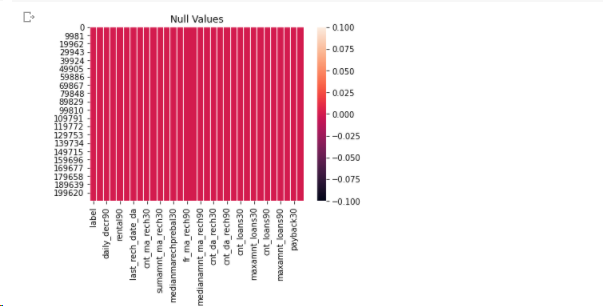 Null Values
0
9981
19962
29943
39924
49905
59886
69867
79848
89829
99810
109791
119772
129753
139734
149715
159696
169677
179658
189639
199620
0.100
0.075
0.050
0.025
0.000
−0.025
−0.050
−0.075
−0.100
label
daily_decr90
rental90
last_rech_date_da
cnt_ma_rech30
sumamnt_ma_rech30
medianmarechprebal30
fr_ma_rech90
medianamnt_ma_rech90
cnt_da_rech30
cnt_da_rech90
cnt_loans30
maxamnt_loans30
cnt_loans90
maxamnt_loans90
payback30